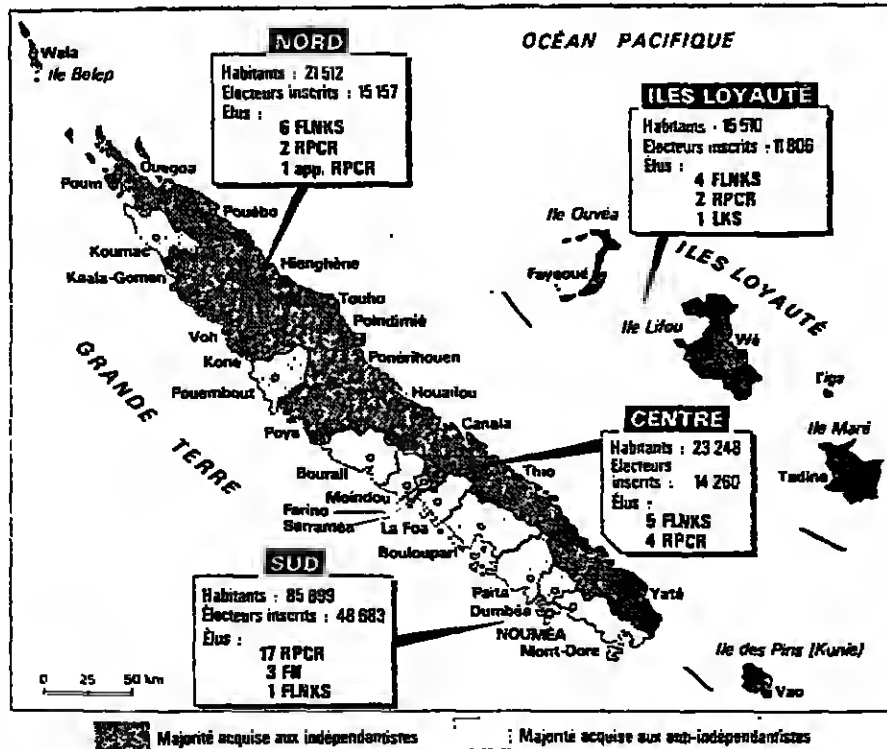 NORD
Habitants : 21 512
Electeurs inscrits : 15 157
Elus :
6 FLNKS
2 RPCR
1 app. RPCR
OCÉAN PACIFIQUE
ILES LOYAUTÉ
Habitants : 15 510
Electeurs inscrits : 11 806
Élus :
4 FLNKS
2 RPCR
1 LKS
Wala
Ile Belep
Ouegoa
Poum
Pouébo
Koumac
Kaala-Gomen
Hienghène
Touho
Poindimié
Voh
Koné
Ponérihouen
Pouembout
Houaïlou
Poya
Canala
Bourail
Thio
Moindou
Farino
Sarraméa
La Foa
Bouloupari
Païta
Dumbéa
NOUMÉA
Mont-Dore
Yaté
GRANDE TERRE
Ile Ouvéa
Fayaoué
ILES LOYAUTÉ
Ile Lifou
Wé
Tiga
Ile Maré
Tadine
CENTRE
Habitants : 23 248
Electeurs
inscrits : 14 260
Élus :
5 FLNKS
4 RPCR
SUD
Habitants : 85 899
Électeurs inscrits : 48 683
Élus :
17 RPCR
3 FN
1 FLNKS
Ile des Pins (Kunié)
Vao
0 25 50 km
Majorité acquise aux indépendantistes
Majorité acquise aux anti-indépendantistes